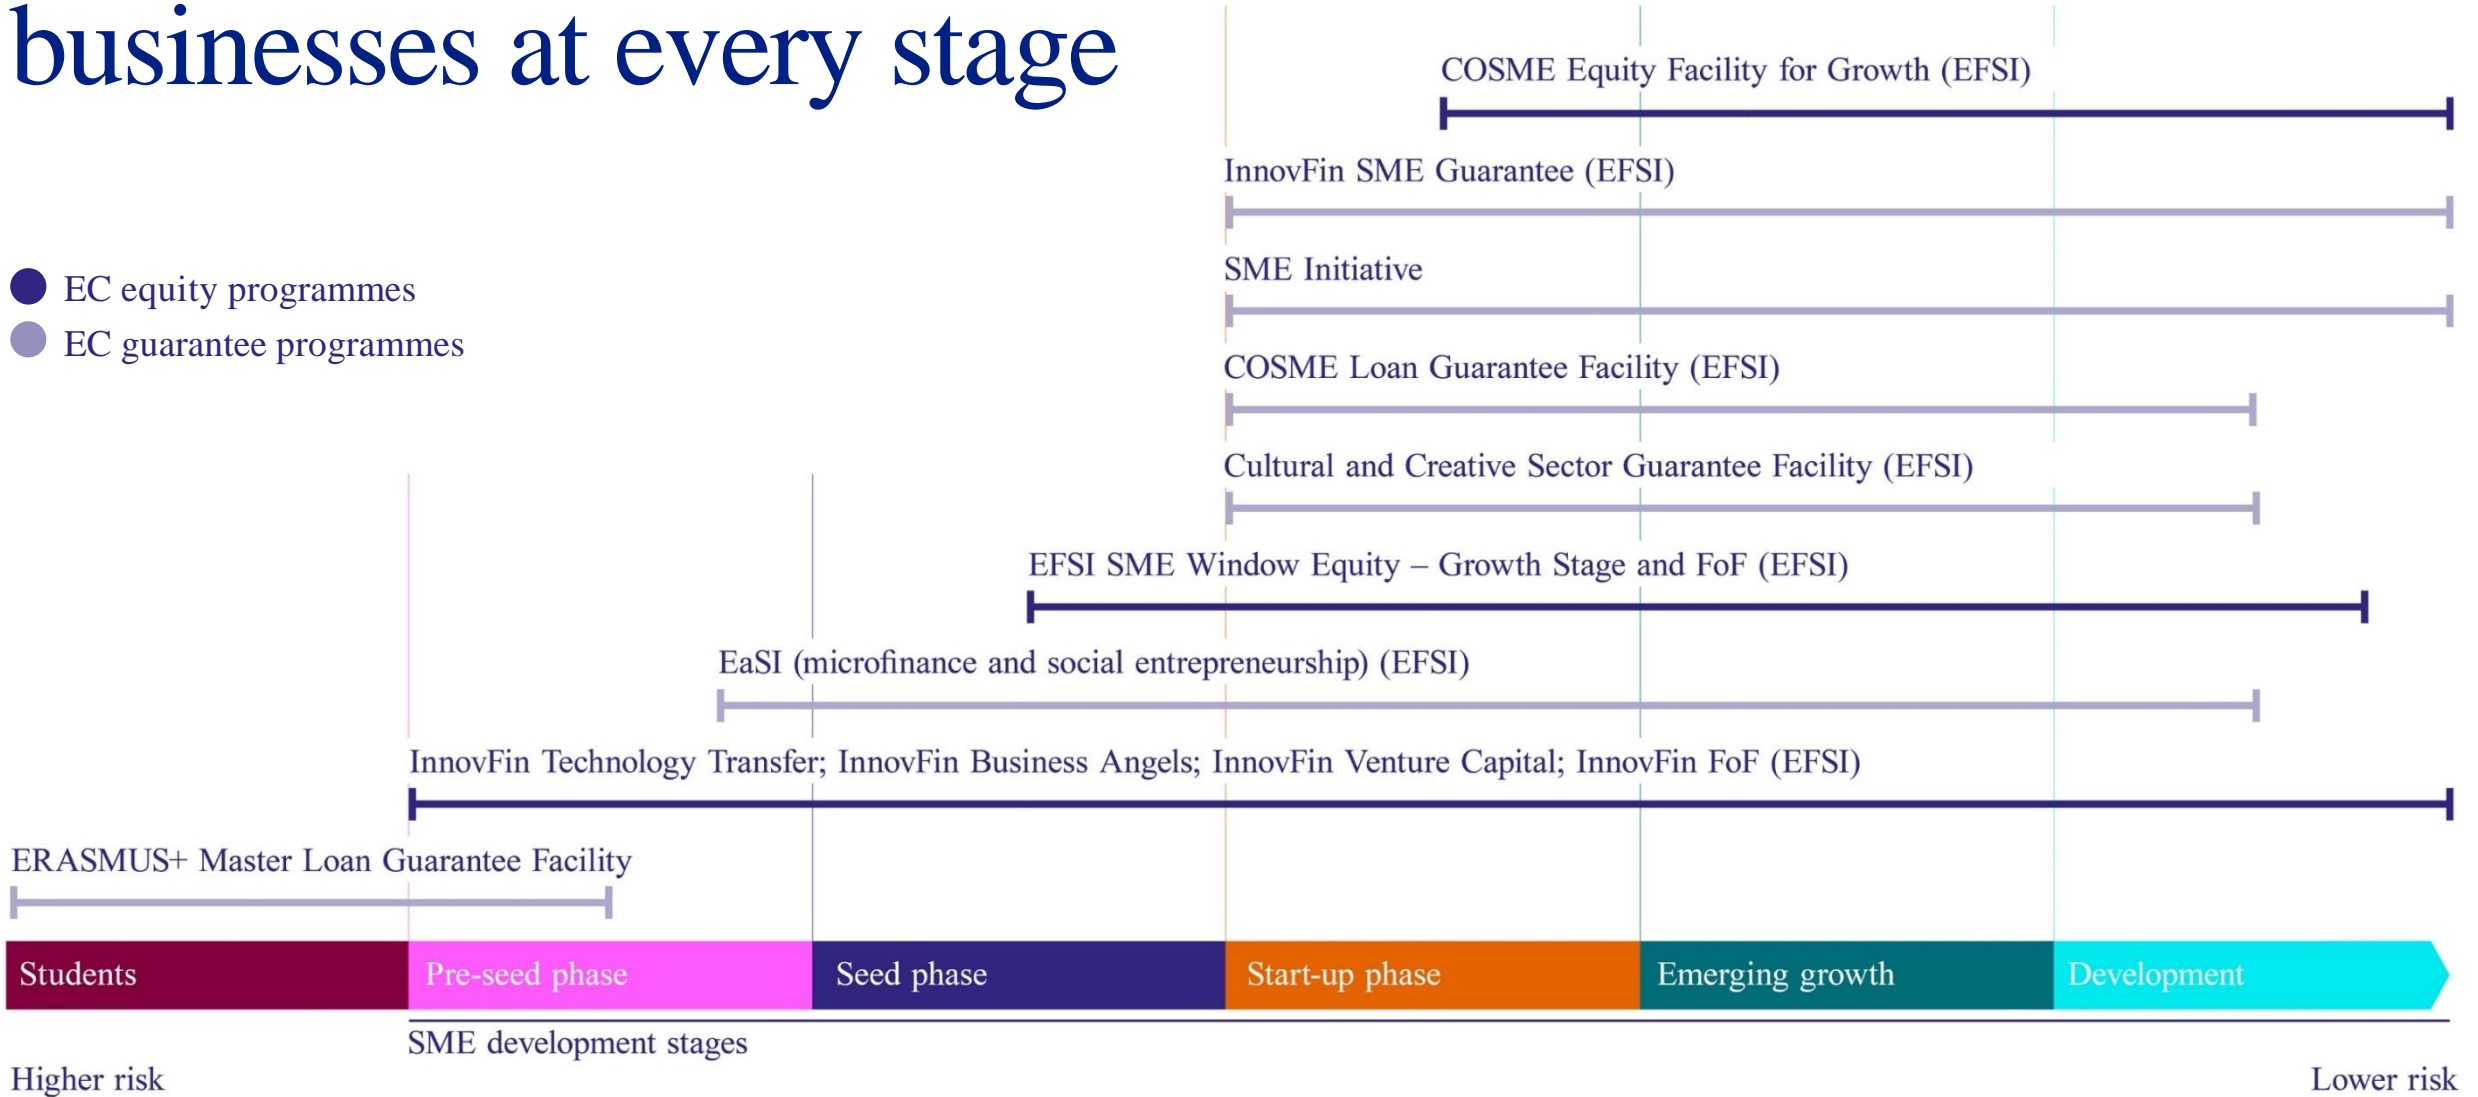 businesses at every stage
COSME Equity Facility for Growth (EFSI)
InnovFin SME Guarantee (EFSI)
SME Initiative
EC equity programmes
EC guarantee programmes
COSME Loan Guarantee Facility (EFSI)
Cultural and Creative Sector Guarantee Facility (EFSI)
EFSI SME Window Equity – Growth Stage and FoF (EFSI)
EaSI (microfinance and social entrepreneurship) (EFSI)
InnovFin Technology Transfer; InnovFin Business Angels; InnovFin Venture Capital; InnovFin FoF (EFSI)
ERASMUS+ Master Loan Guarantee Facility
Students
Pre-seed phase
Seed phase
Start-up phase
Emerging growth
Development
SME development stages
Higher risk
Lower risk